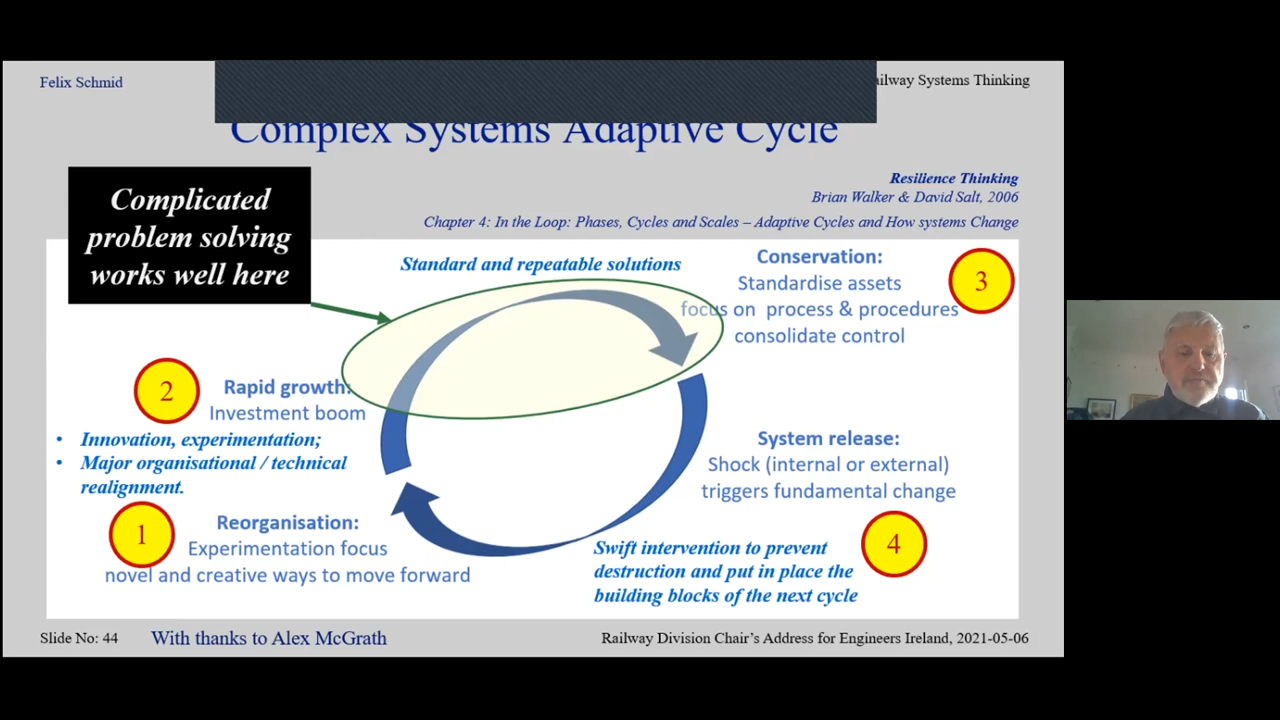 Felix Schmid
ailway Systems Thinking
Complex Systems Adaptive Cycle
Resilience Thinking
Brian Walker & David Salt, 2006
Chapter 4: In the Loop: Phases, Cycles and Scales – Adaptive Cycles and How systems Change
Complicated
problem solving
works well here
Standard and repeatable solutions
Conservation:
Standardise assets
focus on process & procedures
consolidate control
3
2
Rapid growth:
Investment boom
• Innovation, experimentation;
• Major organisational / technical
realignment.
1
Reorganisation:
Experimentation focus
novel and creative ways to move forward
System release:
Shock (internal or external)
triggers fundamental change
4
Swift intervention to prevent
destruction and put in place the
building blocks of the next cycle
Slide No: 44
With thanks to Alex McGrath
Railway Division Chair's Address for Engineers Ireland, 2021-05-06